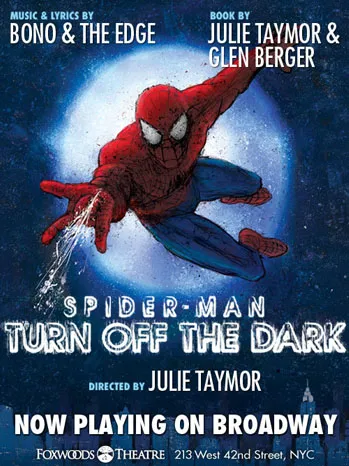 MUSIC & LYRICS BY
BONO & THE EDGE
BOOK BY
JULIE TAYMOR &
GLEN BERGER
SPIDER-MAN
TURN OFF THE DARK
DIRECTED BY JULIE TAYMOR
NOW PLAYING ON BROADWAY
FOXWOODS THEATRE 213 West 42nd Street, NYC